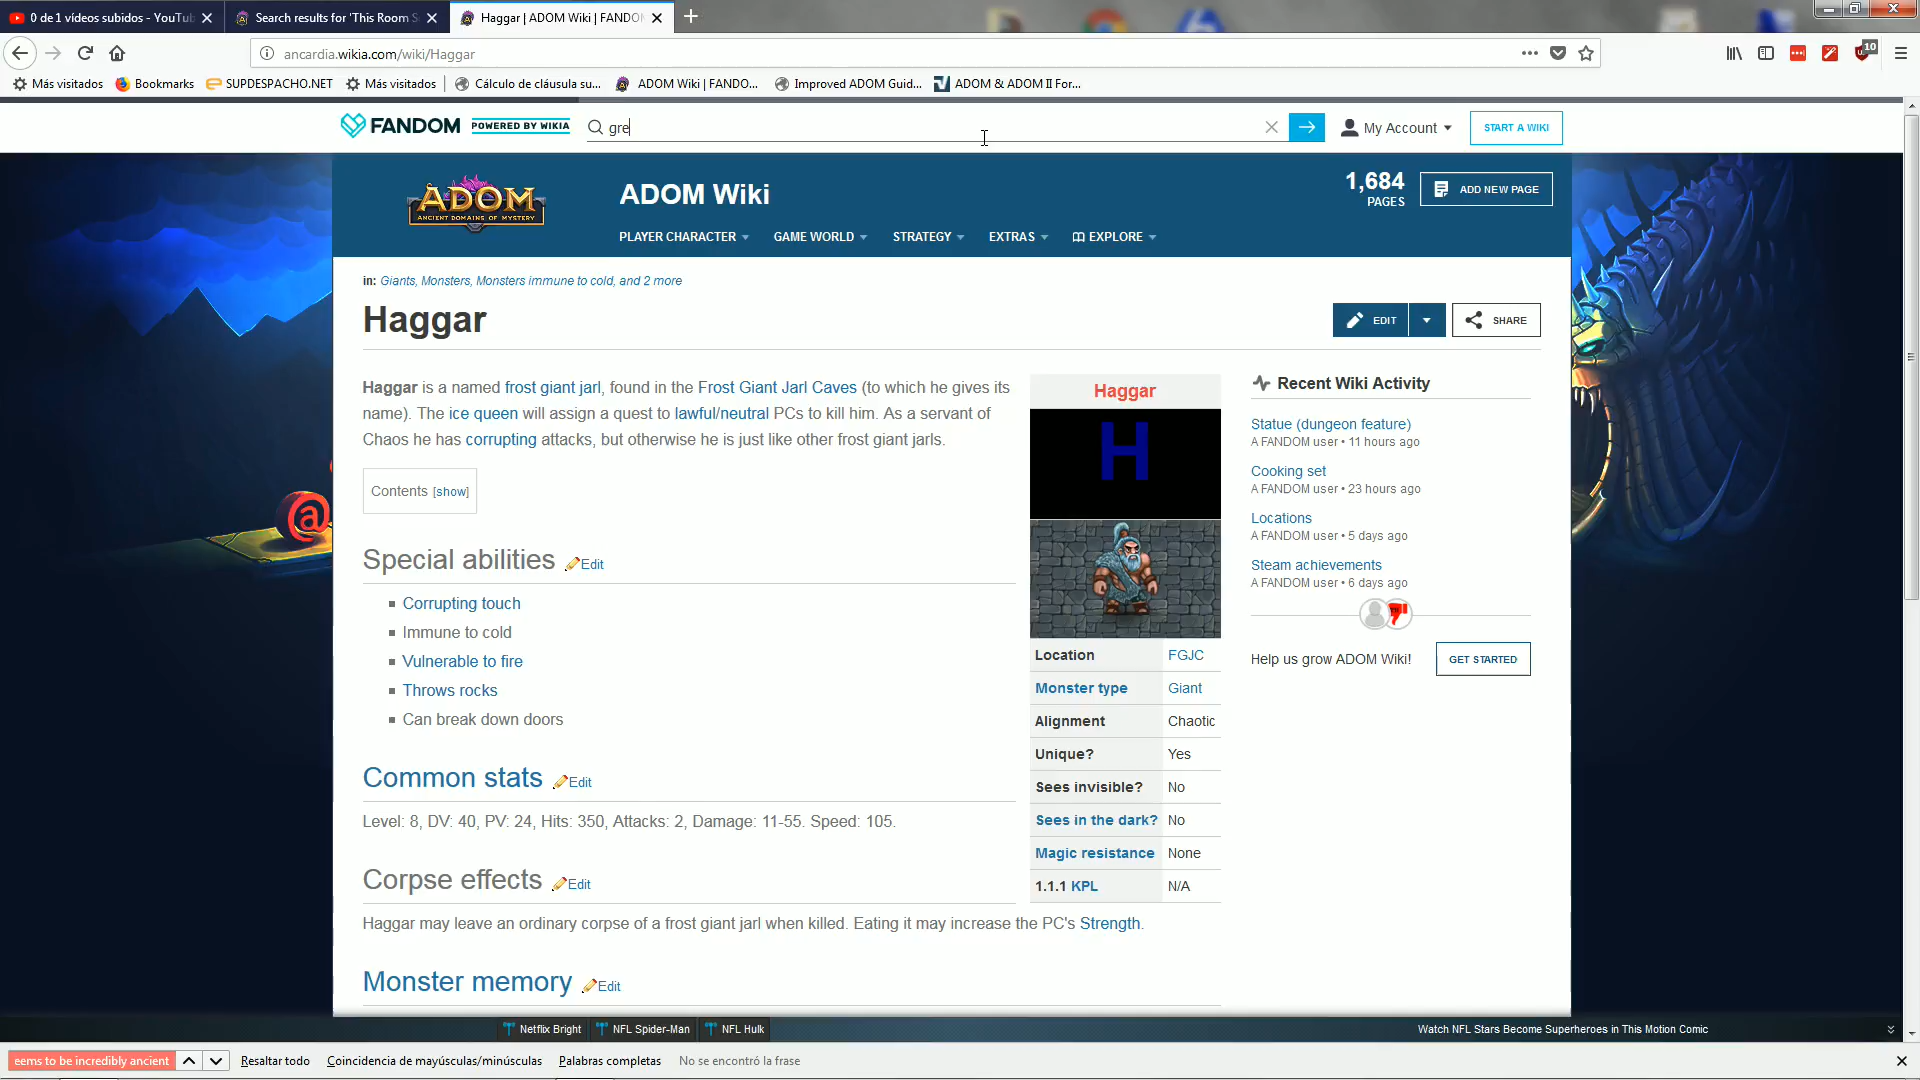 0 de 1 vídeos subidos - YouTub
Search results for 'This Room S
Haggar | ADOM Wiki | FANDOM
ancardia.wikia.com/wiki/Haggar
10
Más visitados
Bookmarks
SUPDESPACHO.NET
Más visitados
Cálculo de cláusula su...
ADOM Wiki | FANDO...
Improved ADOM Guid...
ADOM & ADOM II For...
FANDOM
POWERED BY WIKIA
gre
My Account
START A WIKI
ADOM
ANCIENT DOMAINS OF MYSTERY
ADOM Wiki
1,684
PAGES
ADD NEW PAGE
PLAYER CHARACTER
GAME WORLD
STRATEGY
EXTRAS
EXPLORE
in: Giants, Monsters, Monsters immune to cold, and 2 more
Haggar
EDIT
SHARE
Haggar is a named frost giant jarl, found in the Frost Giant Jarl Caves (to which he gives its
name). The ice queen will assign a quest to lawful/neutral PCs to kill him. As a servant of
Chaos he has corrupting attacks, but otherwise he is just like other frost giant jarls.
Contents [show]
Special abilities Edit
Corrupting touch
Immune to cold
Vulnerable to fire
Throws rocks
Can break down doors
Common stats Edit
Level: 8, DV: 40, PV: 24, Hits: 350, Attacks: 2, Damage: 11-55. Speed: 105.
Corpse effects Edit
Haggar may leave an ordinary corpse of a frost giant jarl when killed. Eating it may increase the PC's Strength.
Monster memory Edit
Haggar
H
Location FGJC
Monster type Giant
Alignment Chaotic
Unique? Yes
Sees invisible? No
Sees in the dark? No
Magic resistance None
1.1.1 KPL N/A
Recent Wiki Activity
Statue (dungeon feature)
A FANDOM user • 11 hours ago
Cooking set
A FANDOM user • 23 hours ago
Locations
A FANDOM user • 5 days ago
Steam achievements
A FANDOM user • 6 days ago
Help us grow ADOM Wiki!
GET STARTED
@
Netflix Bright
NFL Spider-Man
NFL Hulk
Watch NFL Stars Become Superheroes in This Motion Comic
eems to be incredibly ancient
Resaltar todo
Coincidencia de mayúsculas/minúsculas
Palabras completas
No se encontró la frase